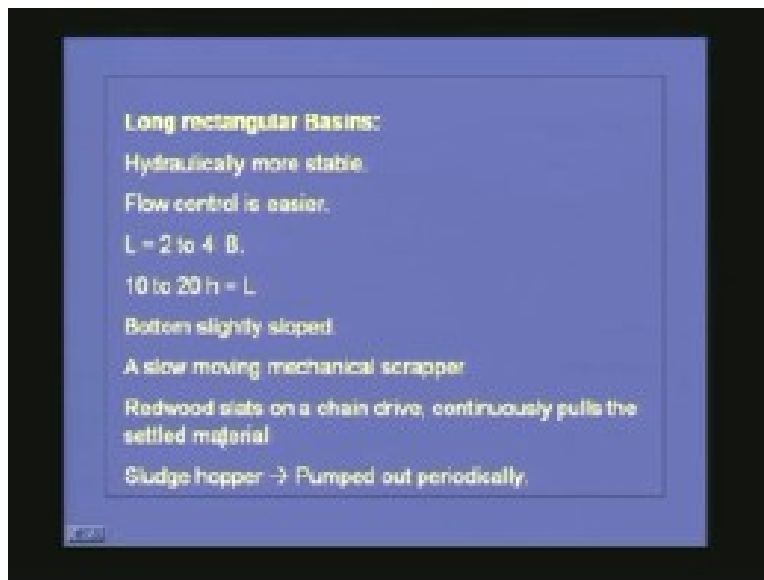 Long rectangular Basins:
Hydraulically more stable.
Flow control is easier.
L = 2 to 4 B.
10 to 20 h = L
Bottom slightly sloped
A slow moving mechanical scrapper
Redwood slats on a chain drive, continuously pulls the
settled material
Sludge hopper → Pumped out periodically.